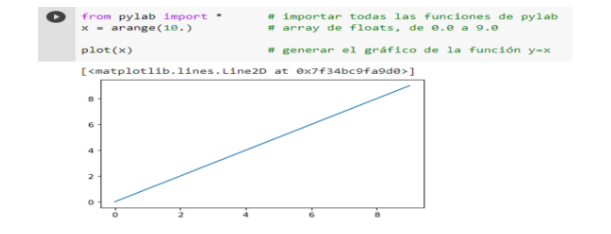 from pylab import * # importar todas las funciones de pylab
x = arange(10.) # array de floats, de 0.0 a 9.0
plot(x) # generar el gráfico de la función y=x
[<matplotlib.lines.Line2D at 0x7f34bc9fa9d0>]
8
6
4
2
0
0 2 4 6 8